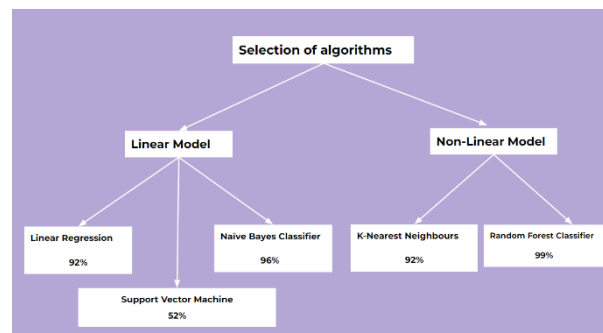 Selection of algorithms
Linear Model
Non-Linear Model
Linear Regression
92%
Naive Bayes Classifier
96%
K-Nearest Neighbours
92%
Random Forest Classifier
99%
Support Vector Machine
52%